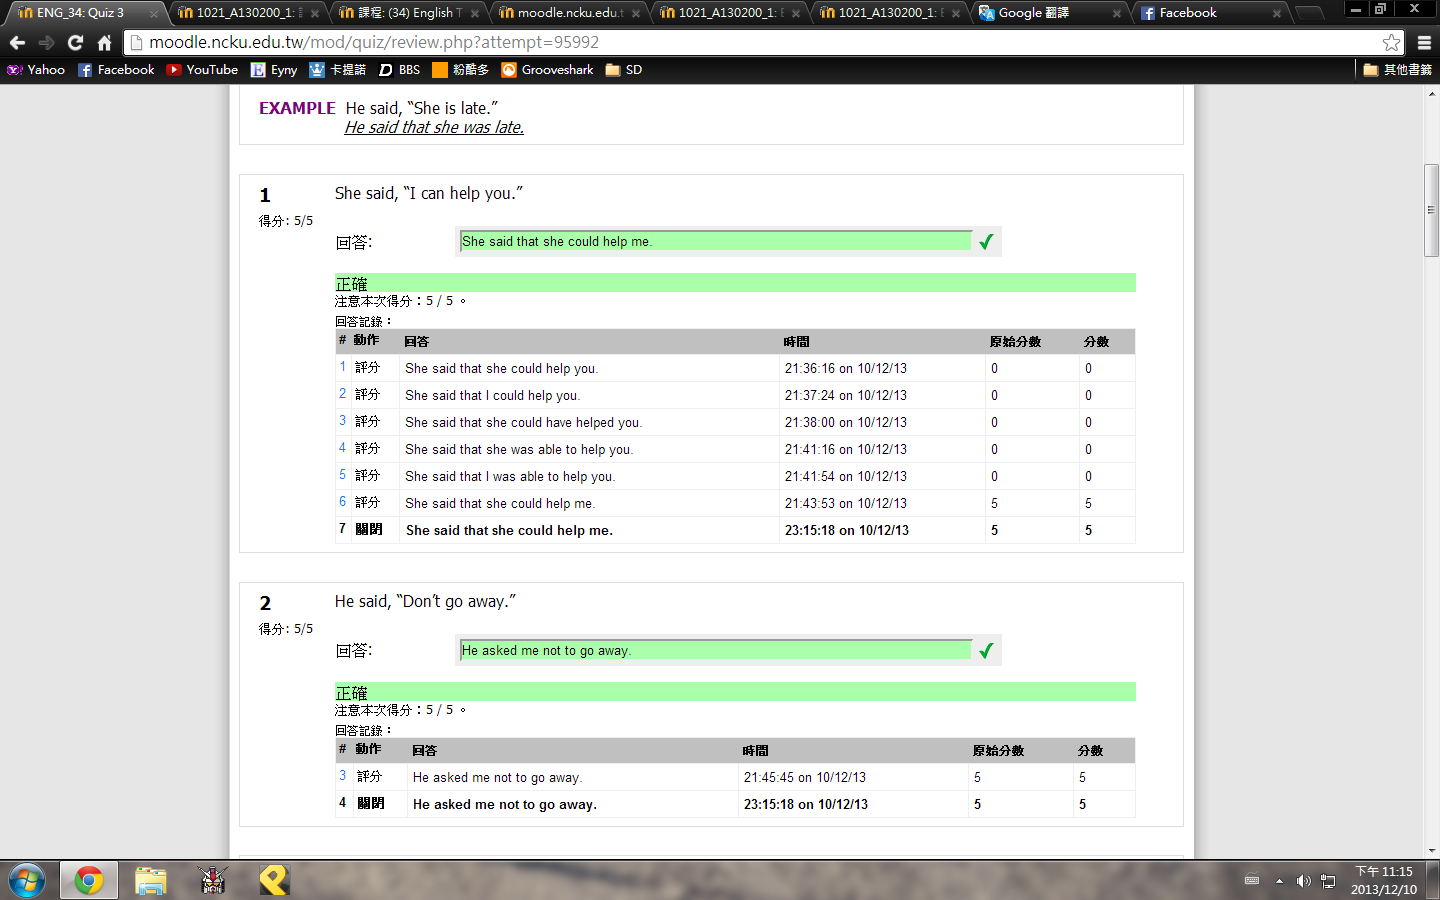 ENG_34: Quiz 3
1021_A130200_1:
課程: (34) English T
moodle.ncku.edu.t
1021_A130200_1: E
1021_A130200_1: E
Google 翻譯
Facebook
moodle.ncku.edu.tw/mod/quiz/review.php?attempt=95992
Yahoo Facebook YouTube Eyny 卡提諾 BBS 粉酷多 Grooveshark SD 其他書籤
EXAMPLE He said, “She is late.”
He said that she was late.
1 She said, “I can help you.”
得分: 5/5
回答: She said that she could help me.
正確
注意本次得分：5 / 5 。
回答記錄：
# 動作 回答 時間 原始分數 分數
1 評分 She said that she could help you. 21:36:16 on 10/12/13 0 0
2 評分 She said that I could help you. 21:37:24 on 10/12/13 0 0
3 評分 She said that she could have helped you. 21:38:00 on 10/12/13 0 0
4 評分 She said that she was able to help you. 21:41:16 on 10/12/13 0 0
5 評分 She said that I was able to help you. 21:41:54 on 10/12/13 0 0
6 評分 She said that she could help me. 21:43:53 on 10/12/13 5 5
7 關閉 She said that she could help me. 23:15:18 on 10/12/13 5 5
2 He said, “Don’t go away.”
得分: 5/5
回答: He asked me not to go away.
正確
注意本次得分：5 / 5 。
回答記錄：
# 動作 回答 時間 原始分數 分數
3 評分 He asked me not to go away. 21:45:45 on 10/12/13 5 5
4 關閉 He asked me not to go away. 23:15:18 on 10/12/13 5 5
下午 11:15
2013/12/10